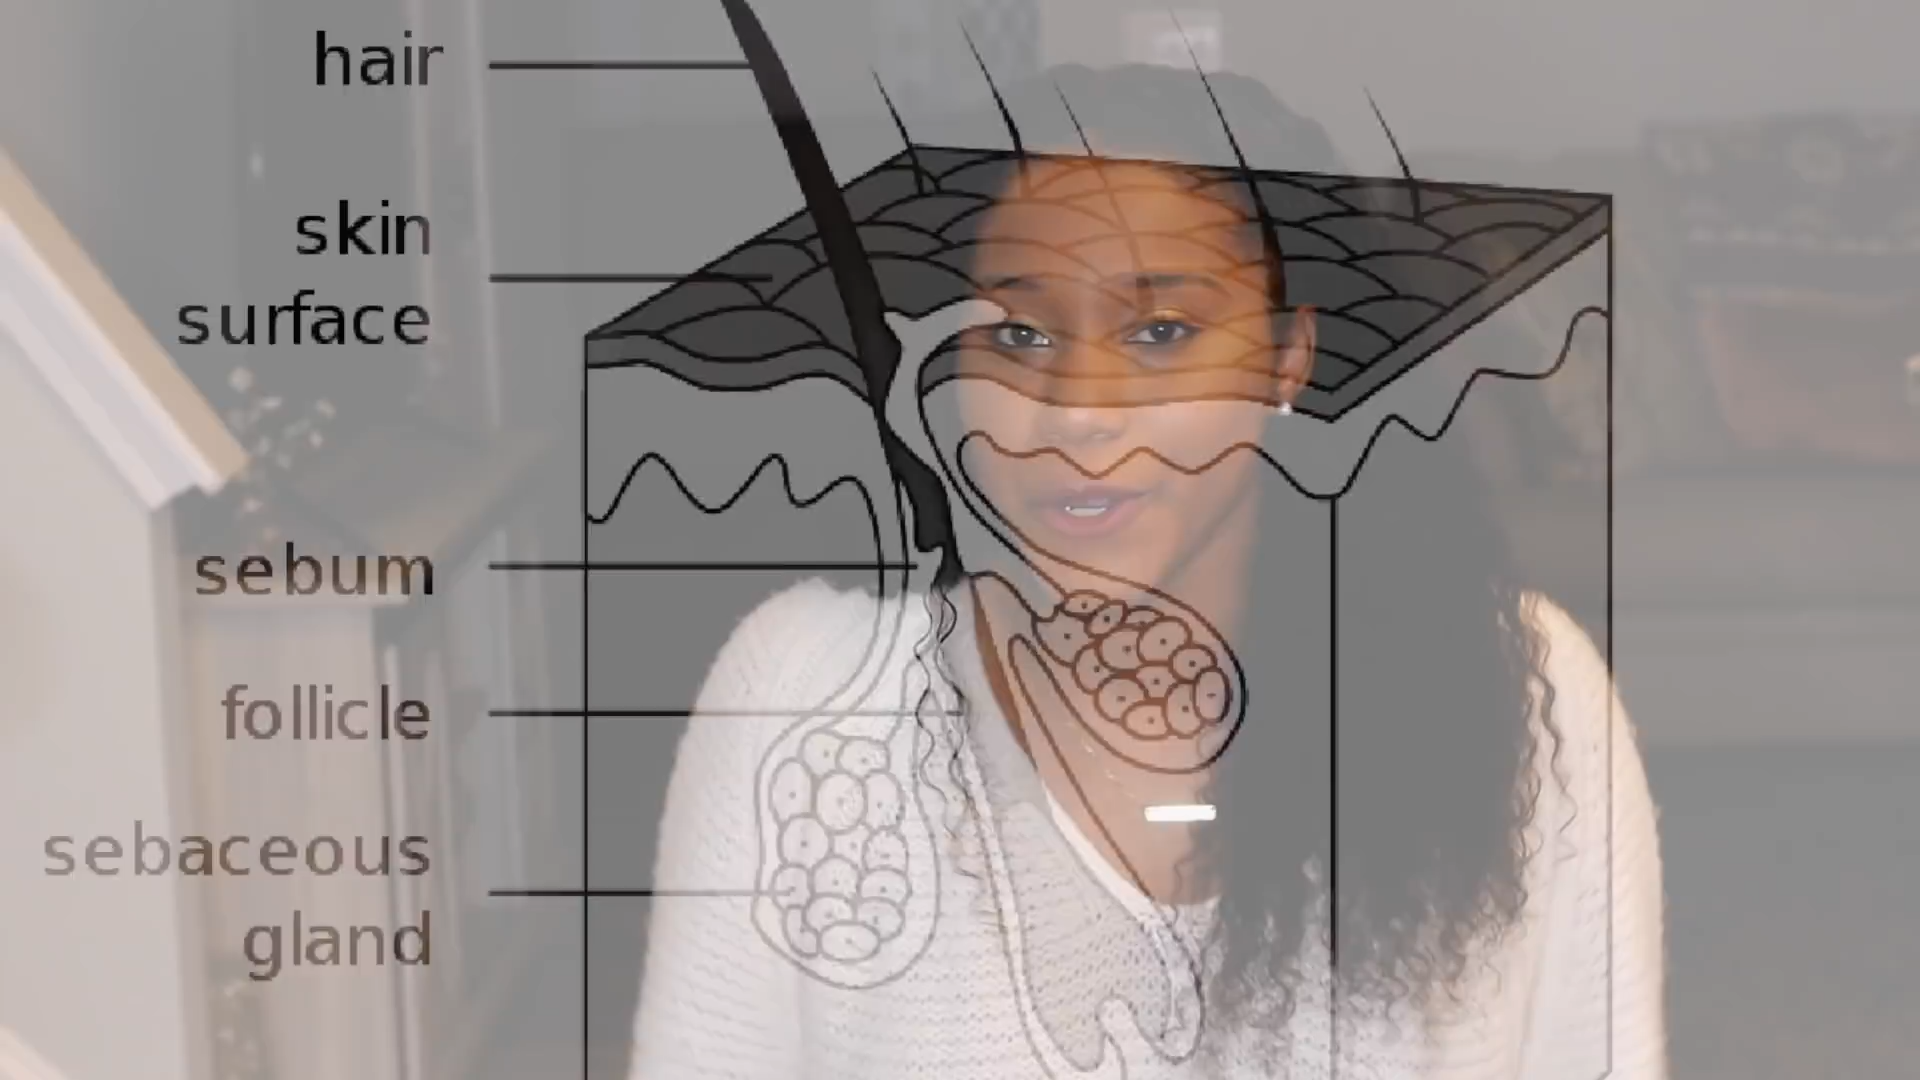 hair
skin
surface
sebum
follicle
sebaceous
gland